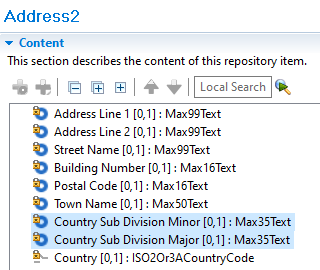 Address2
Content
This section describes the content of this repository item.
Local Search
Address Line 1 [0,1] : Max99Text
Address Line 2 [0,1] : Max99Text
Street Name [0,1] : Max99Text
Building Number [0,1] : Max16Text
Postal Code [0,1] : Max16Text
Town Name [0,1] : Max50Text
Country Sub Division Minor [0,1] : Max35Text
Country Sub Division Major [0,1] : Max35Text
Country [0,1] : ISO2Or3ACountryCode